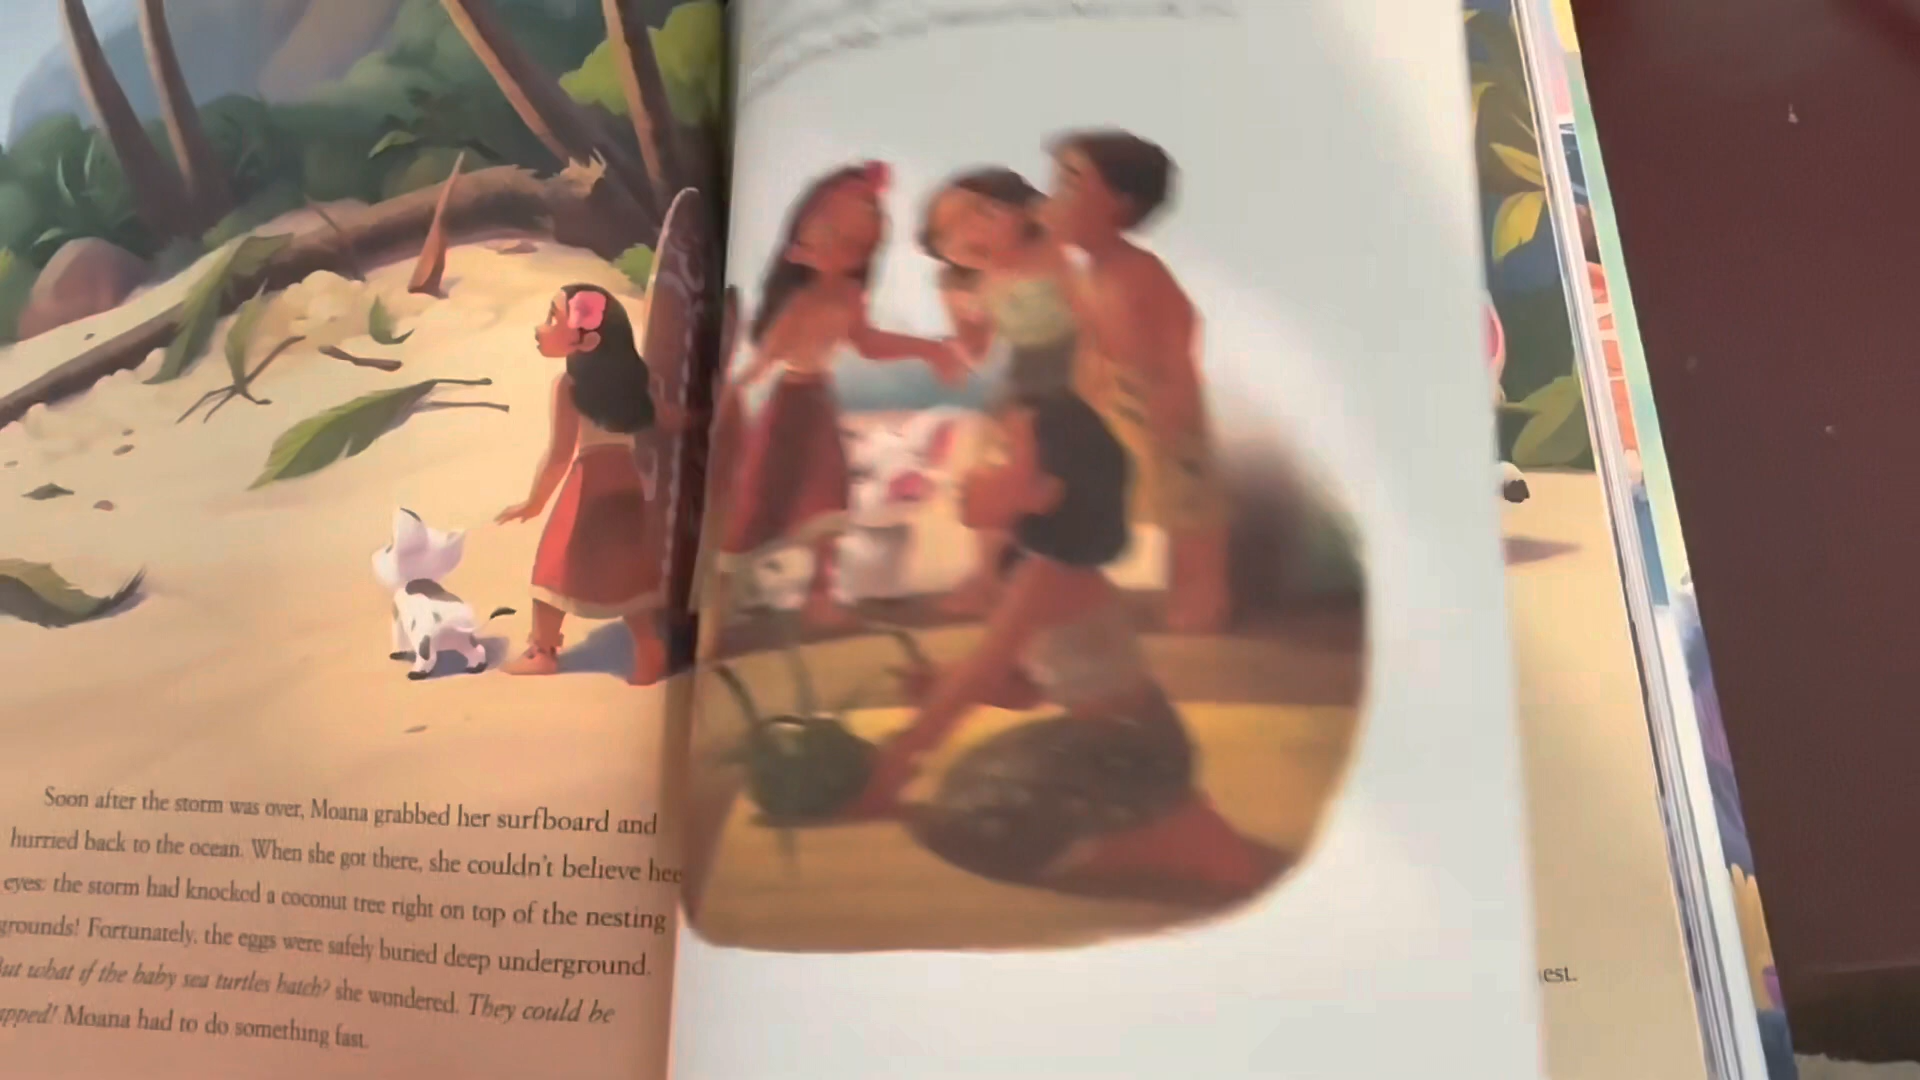 Soon after the storm was over, Moana grabbed her surfboard and
hurried back to the ocean. When she got there, she couldn't believe her
eyes: the storm had knocked a coconut tree right on top of the nesting
grounds! Fortunately, the eggs were safely buried deep underground.
But what if the baby sea turtles hatch? she wondered. They could be
apped! Moana had to do something fast.
est.